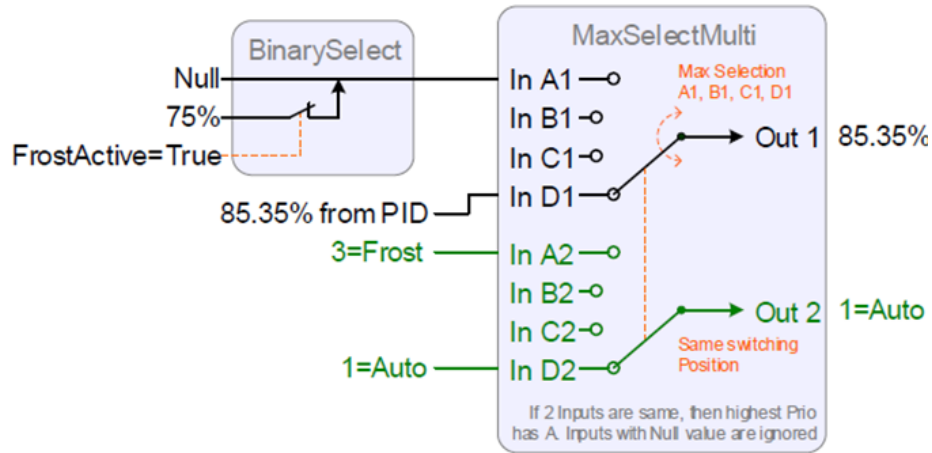 BinarySelect
Null
75%
FrostActive=True
85.35% from PID
3=Frost
1=Auto
MaxSelectMulti
In A1
In B1
In C1
In D1
In A2
In B2
In C2
In D2
Max Selection
A1, B1, C1, D1
Out 1
85.35%
Out 2
1=Auto
Same switching
Position
If 2 Inputs are same, then highest Prio
has A. Inputs with Null value are ignored